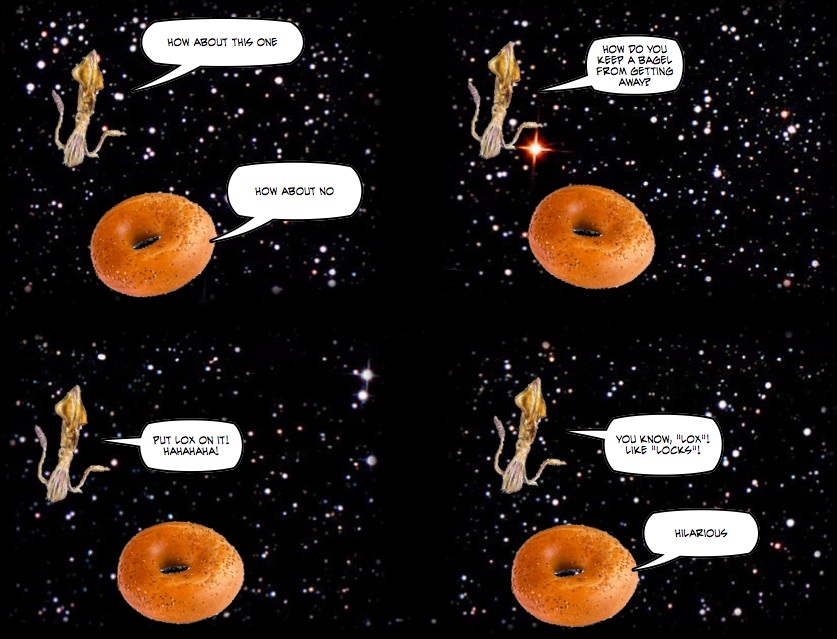 HOW ABOUT THIS ONE
HOW ABOUT NO
HOW DO YOU
KEEP A BAGEL
FROM GETTING
AWAY?
PUT LOX ON IT!
HAHAHAHA!
YOU KNOW, "LOX"!
LIKE "LOCKS"!
HILARIOUS